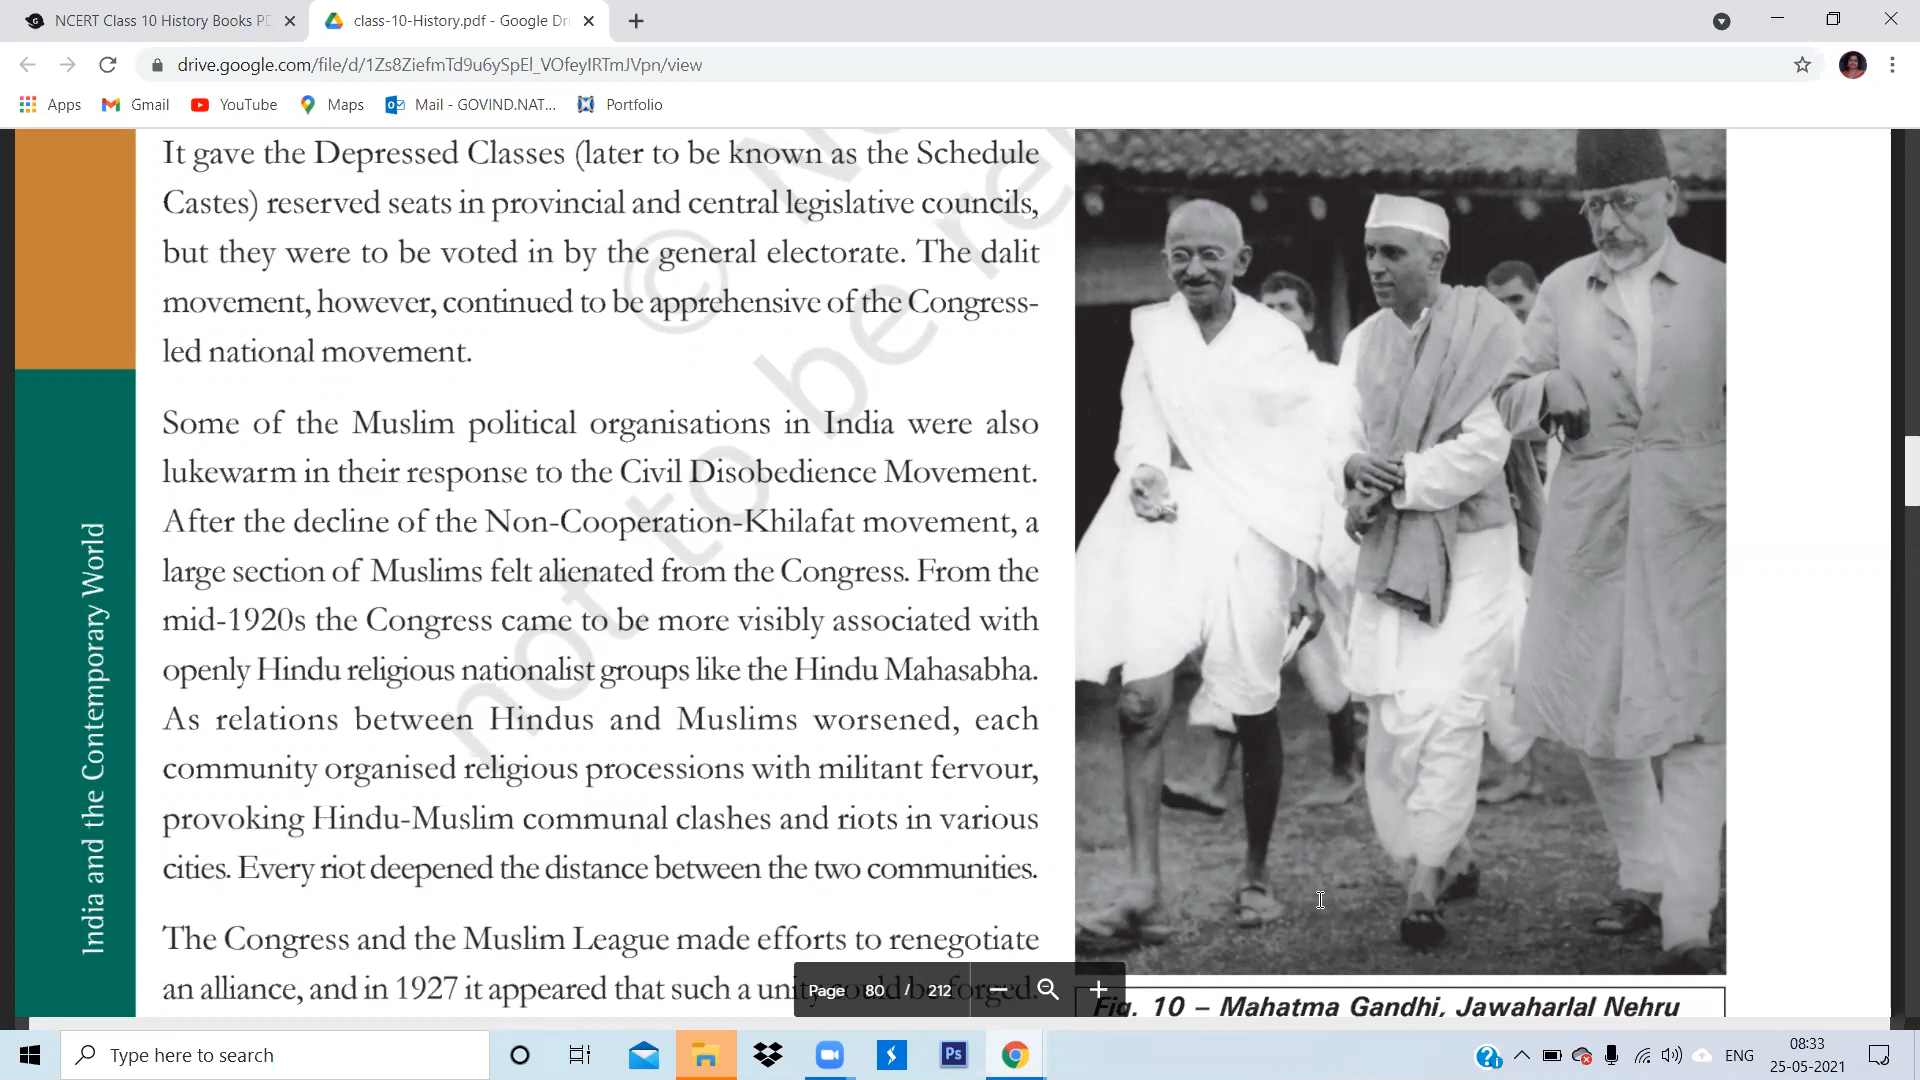 NCERT Class 10 History Books PD
class-10-History.pdf - Google Dri
drive.google.com/file/d/1Zs8ZiefmTd9u6ySpEl_VOfeyIRTmJVpn/view
Apps
Gmail
YouTube
Maps
Mail - GOVIND.NAT...
Portfolio
It gave the Depressed Classes (later to be known as the Schedule
Castes) reserved seats in provincial and central legislative councils,
but they were to be voted in by the general electorate. The dalit
movement, however, continued to be apprehensive of the Congress-
led national movement.
Some of the Muslim political organisations in India were also
lukewarm in their response to the Civil Disobedience Movement.
After the decline of the Non-Cooperation-Khilafat movement, a
large section of Muslims felt alienated from the Congress. From the
mid-1920s the Congress came to be more visibly associated with
openly Hindu religious nationalist groups like the Hindu Mahasabha.
As relations between Hindus and Muslims worsened, each
community organised religious processions with militant fervour,
provoking Hindu-Muslim communal clashes and riots in various
cities. Every riot deepened the distance between the two communities.
The Congress and the Muslim League made efforts to renegotiate
an alliance, and in 1927 it appeared that such a unity could be forged.
India and the Contemporary World
© N
not to be re
Fig. 10 – Mahatma Gandhi, Jawaharlal Nehru
Page 80 / 212
Type here to search
Ps
ENG
08:33
25-05-2021